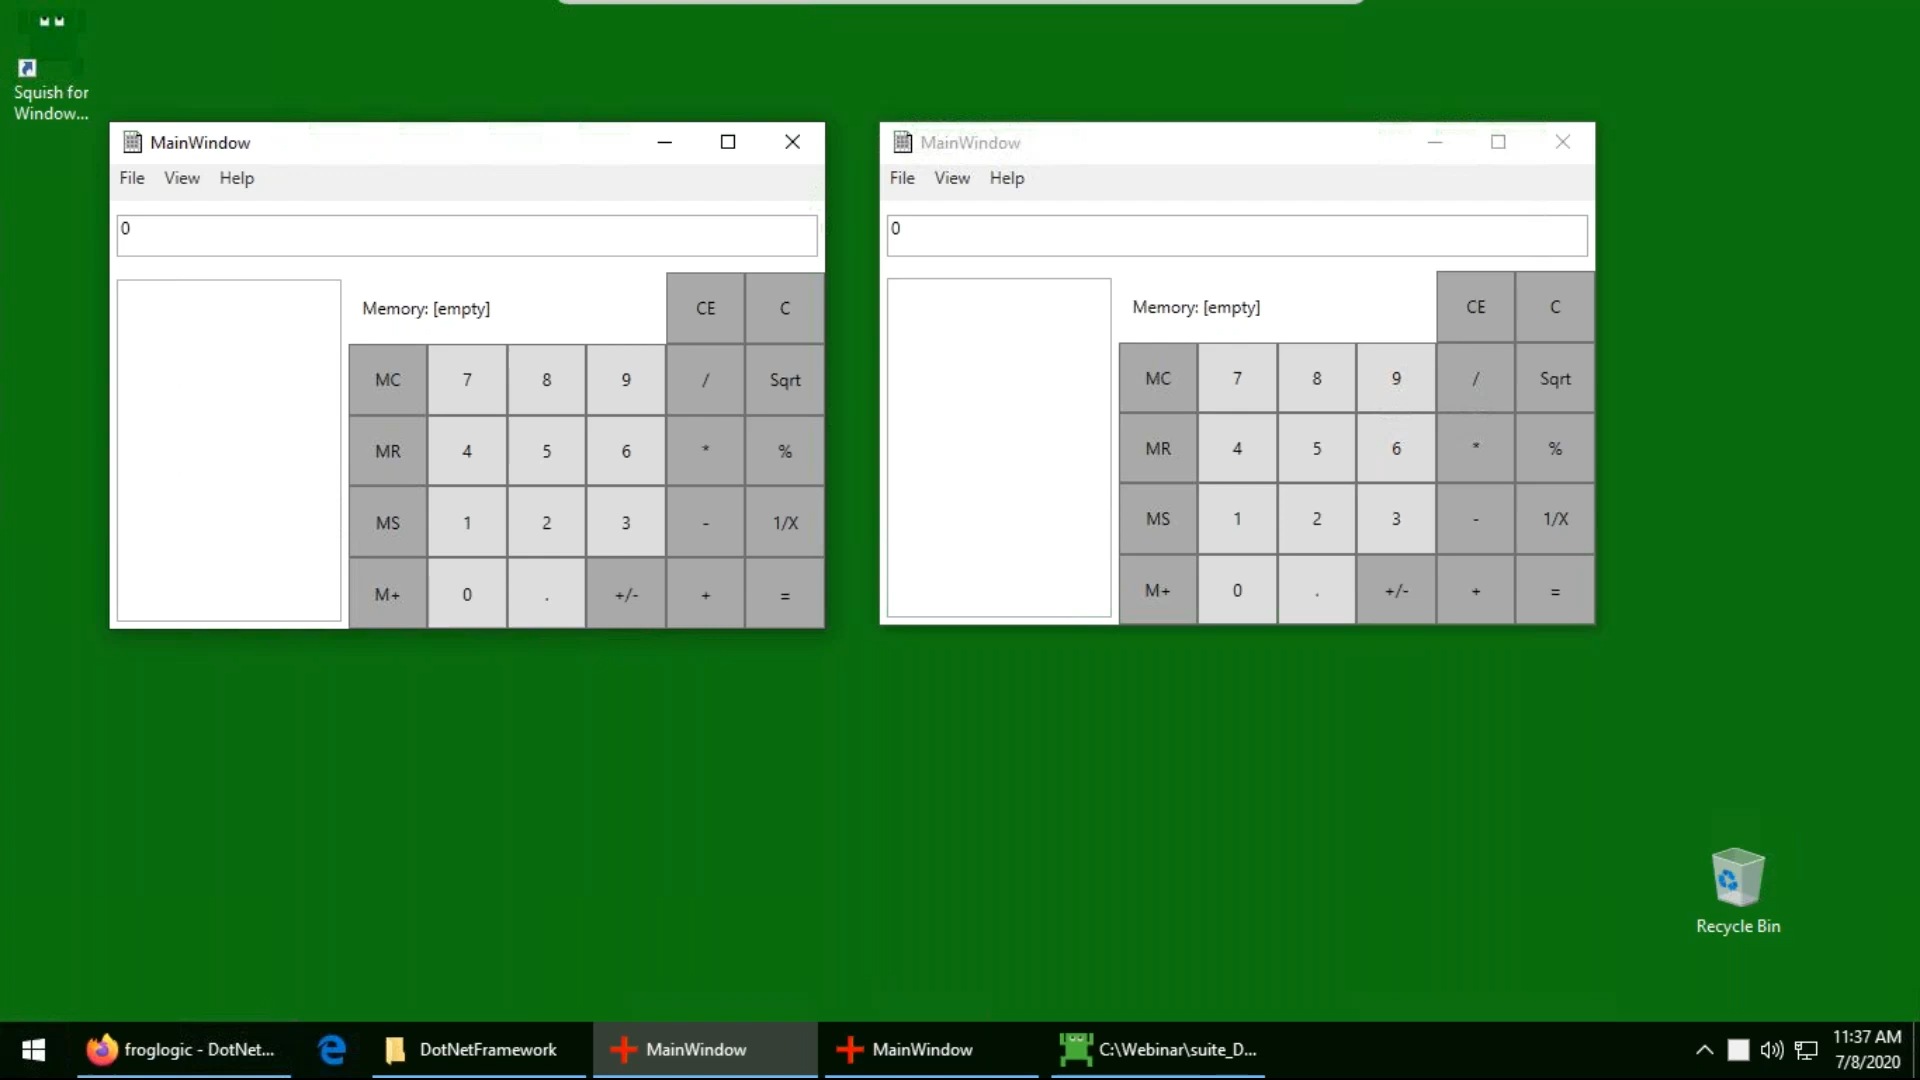 Squish for
Window...
MainWindow
File View Help
0
Memory: [empty]
CE C
MC 7 8 9 / Sqrt
MR 4 5 6 * %
MS 1 2 3 - 1/X
M+ 0 . +/- + =
MainWindow
File View Help
0
Memory: [empty]
CE C
MC 7 8 9 / Sqrt
MR 4 5 6 * %
MS 1 2 3 - 1/X
M+ 0 . +/- + =
Recycle Bin
froglogic - DotNet...
DotNetFramework
MainWindow
MainWindow
C:\Webinar\suite_D...
11:37 AM
7/8/2020